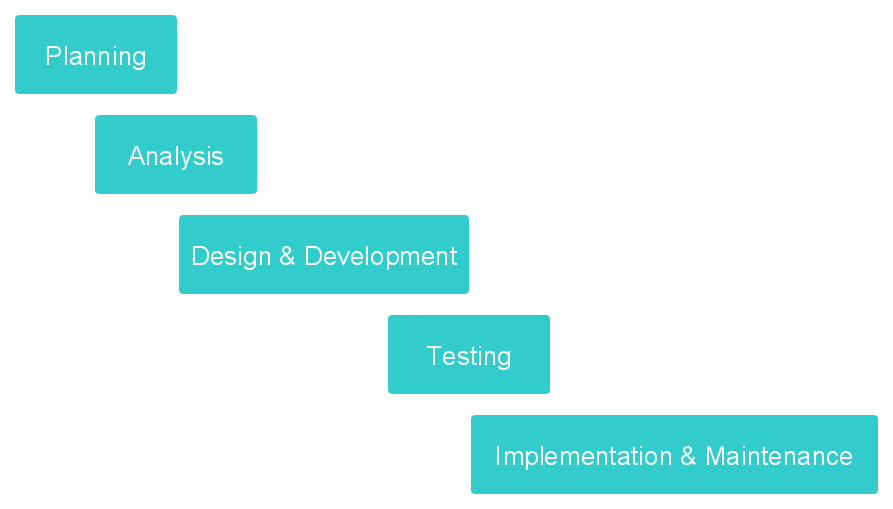 Planning
Analysis
Design & Development
Testing
Implementation & Maintenance